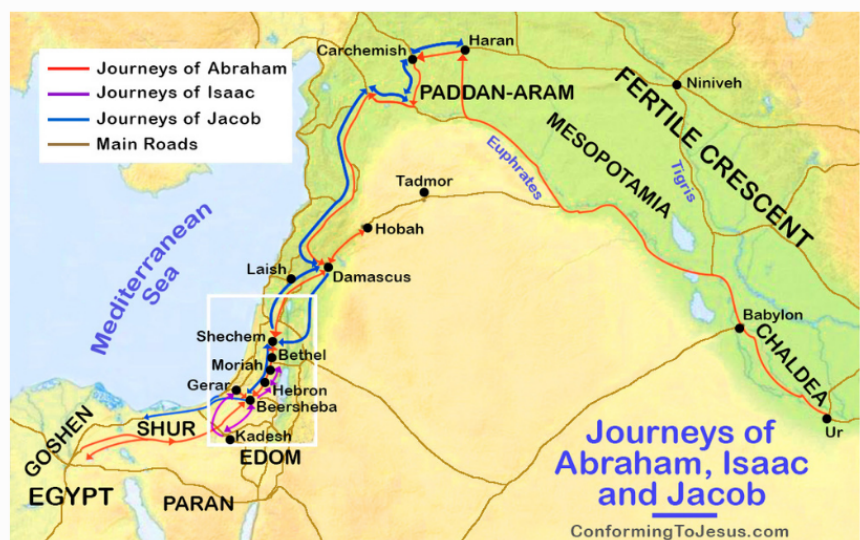 Journeys of Abraham
Journeys of Isaac
Journeys of Jacob
Main Roads
Carchemish
Haran
PADDAN-ARAM
Niniveh
FERTILE CRESCENT
MESOPOTAMIA
Euphrates
Tigris
Tadmor
Hobah
Mediterranean
Sea
Laish
Damascus
Shechem
Bethel
Moriah
Gerar
Hebron
Beersheba
Babylon
CHALDEA
Ur
GOSHEN
SHUR
Kadesh
EDOM
EGYPT
PARAN
Journeys of
Abraham, Isaac
and Jacob
ConformingToJesus.com